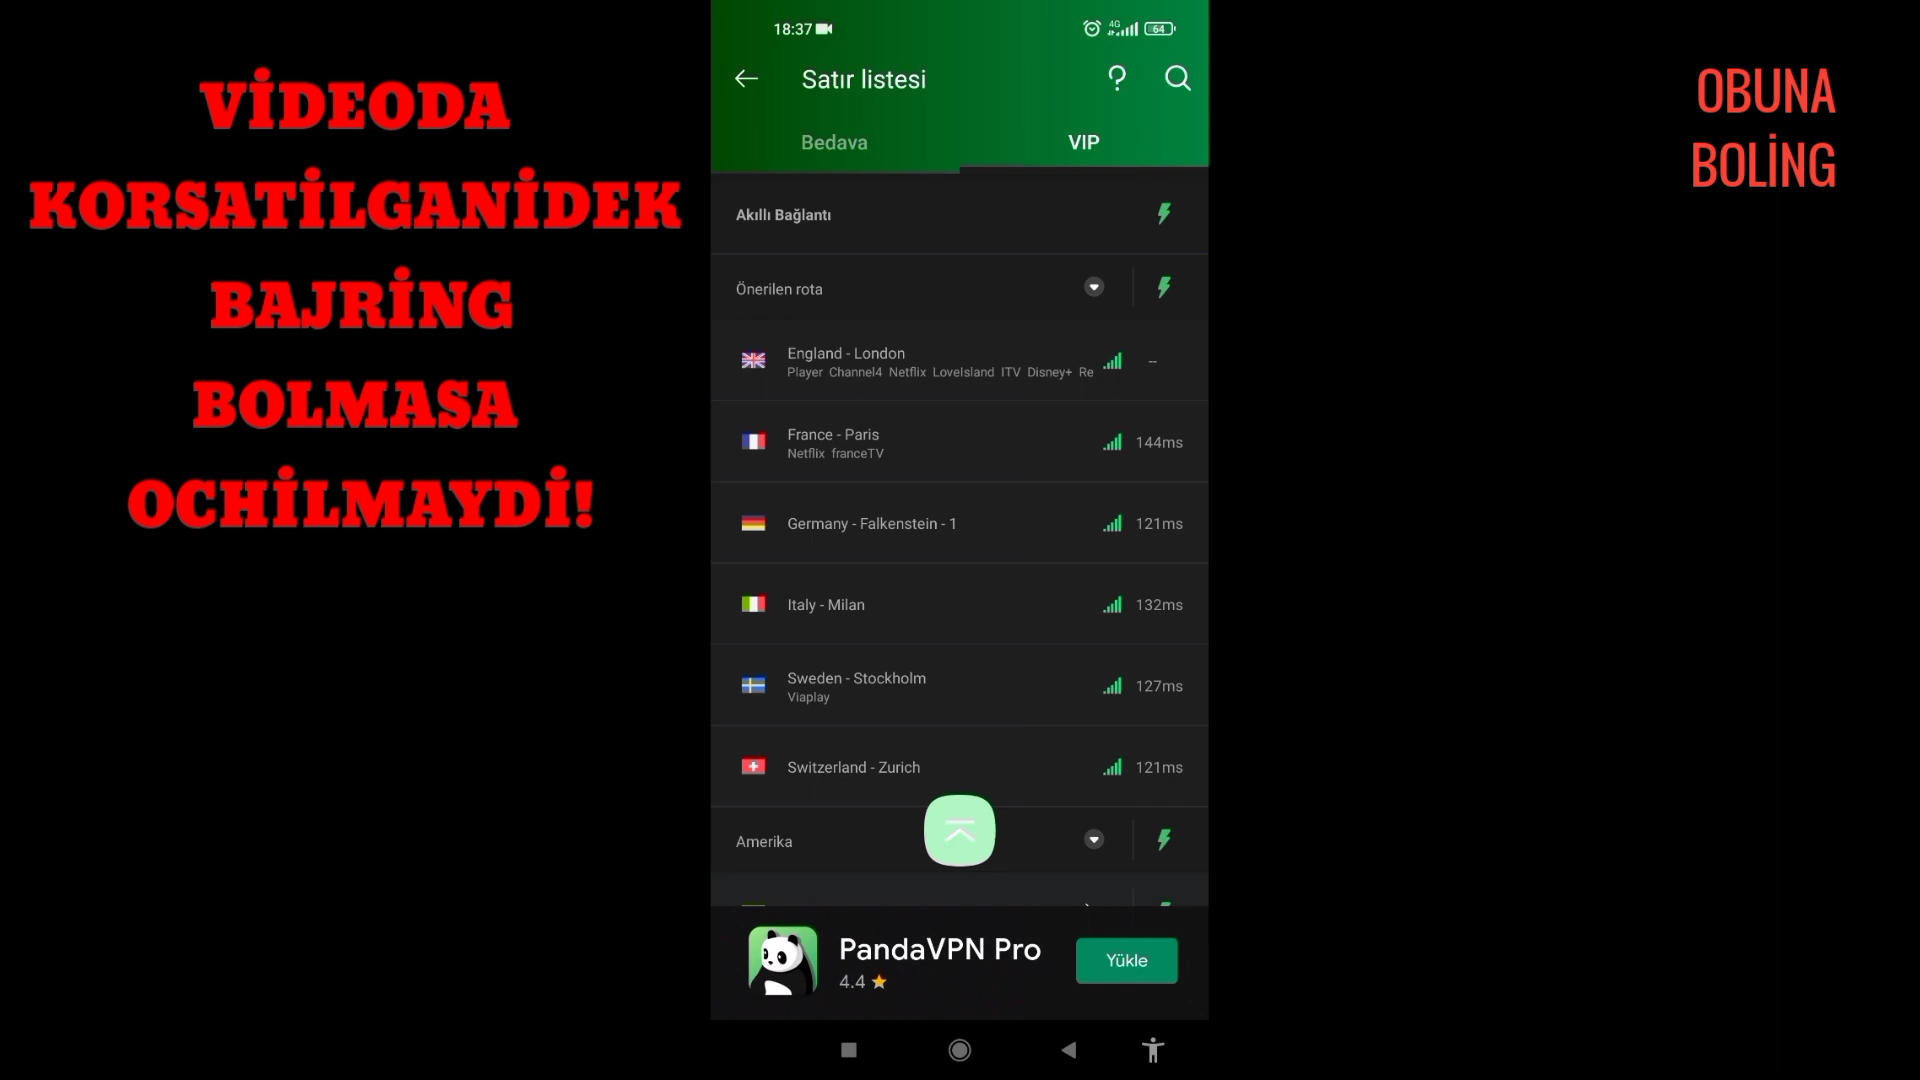 VİDEODA
KORSATİLGANİDEK
BAJRİNG
BOLMASA
OCHİLMAYDİ!
18:37
4G
64
Satır listesi
Bedava
VIP
Akıllı Bağlantı
Önerilen rota
England - London
Player Channel4 Netflix LoveIsland ITV Disney+ Re
--
France - Paris
Netflix franceTV
144ms
Germany - Falkenstein - 1
121ms
Italy - Milan
132ms
Sweden - Stockholm
Viaplay
127ms
Switzerland - Zurich
121ms
Amerika
PandaVPN Pro
4.4
Yükle
OBUNA
BOLİNG